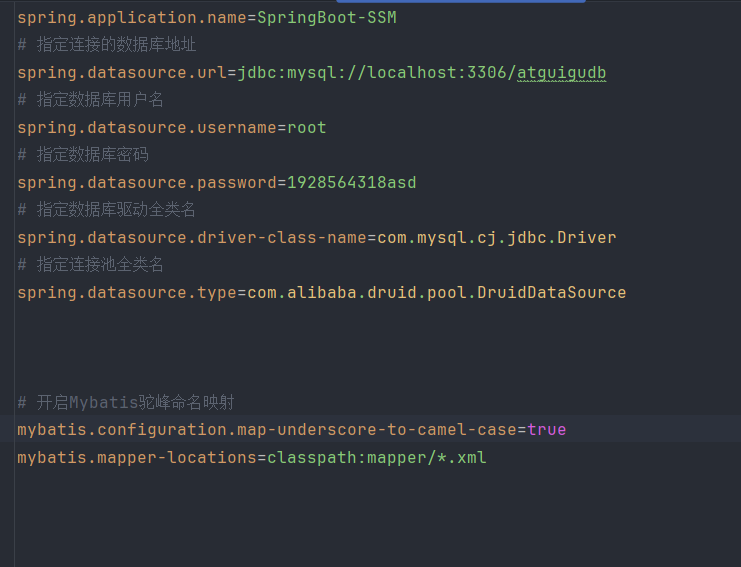 spring.application.name=SpringBoot-SSM
# 指定连接的数据库地址
spring.datasource.url=jdbc:mysql://localhost:3306/atguigudb
# 指定数据库用户名
spring.datasource.username=root
# 指定数据库密码
spring.datasource.password=1928564318asd
# 指定数据库驱动全类名
spring.datasource.driver-class-name=com.mysql.cj.jdbc.Driver
# 指定连接池全类名
spring.datasource.type=com.alibaba.druid.pool.DruidDataSource
# 开启Mybatis驼峰命名映射
mybatis.configuration.map-underscore-to-camel-case=true
mybatis.mapper-locations=classpath:mapper/*.xml